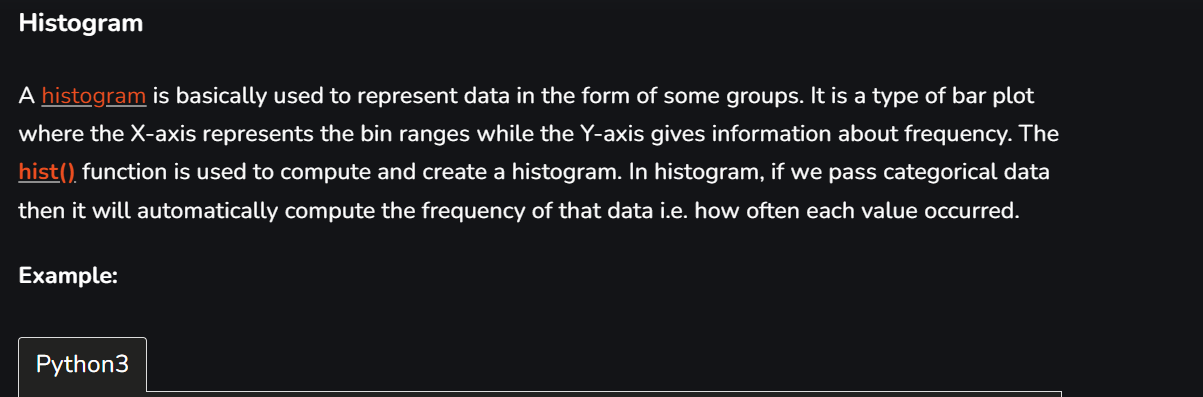 Histogram
A histogram is basically used to represent data in the form of some groups. It is a type of bar plot
where the X-axis represents the bin ranges while the Y-axis gives information about frequency. The
hist() function is used to compute and create a histogram. In histogram, if we pass categorical data
then it will automatically compute the frequency of that data i.e. how often each value occurred.
Example:
Python3